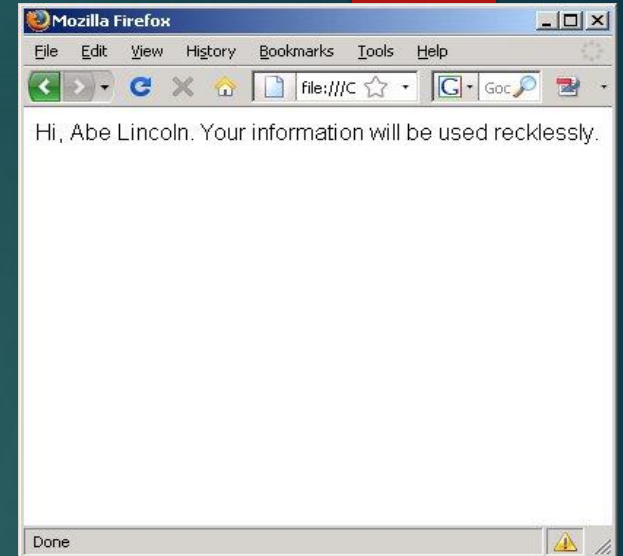 Mozilla Firefox
File Edit View History Bookmarks Tools Help
file:///C G Goc
Hi, Abe Lincoln. Your information will be used recklessly.
Done